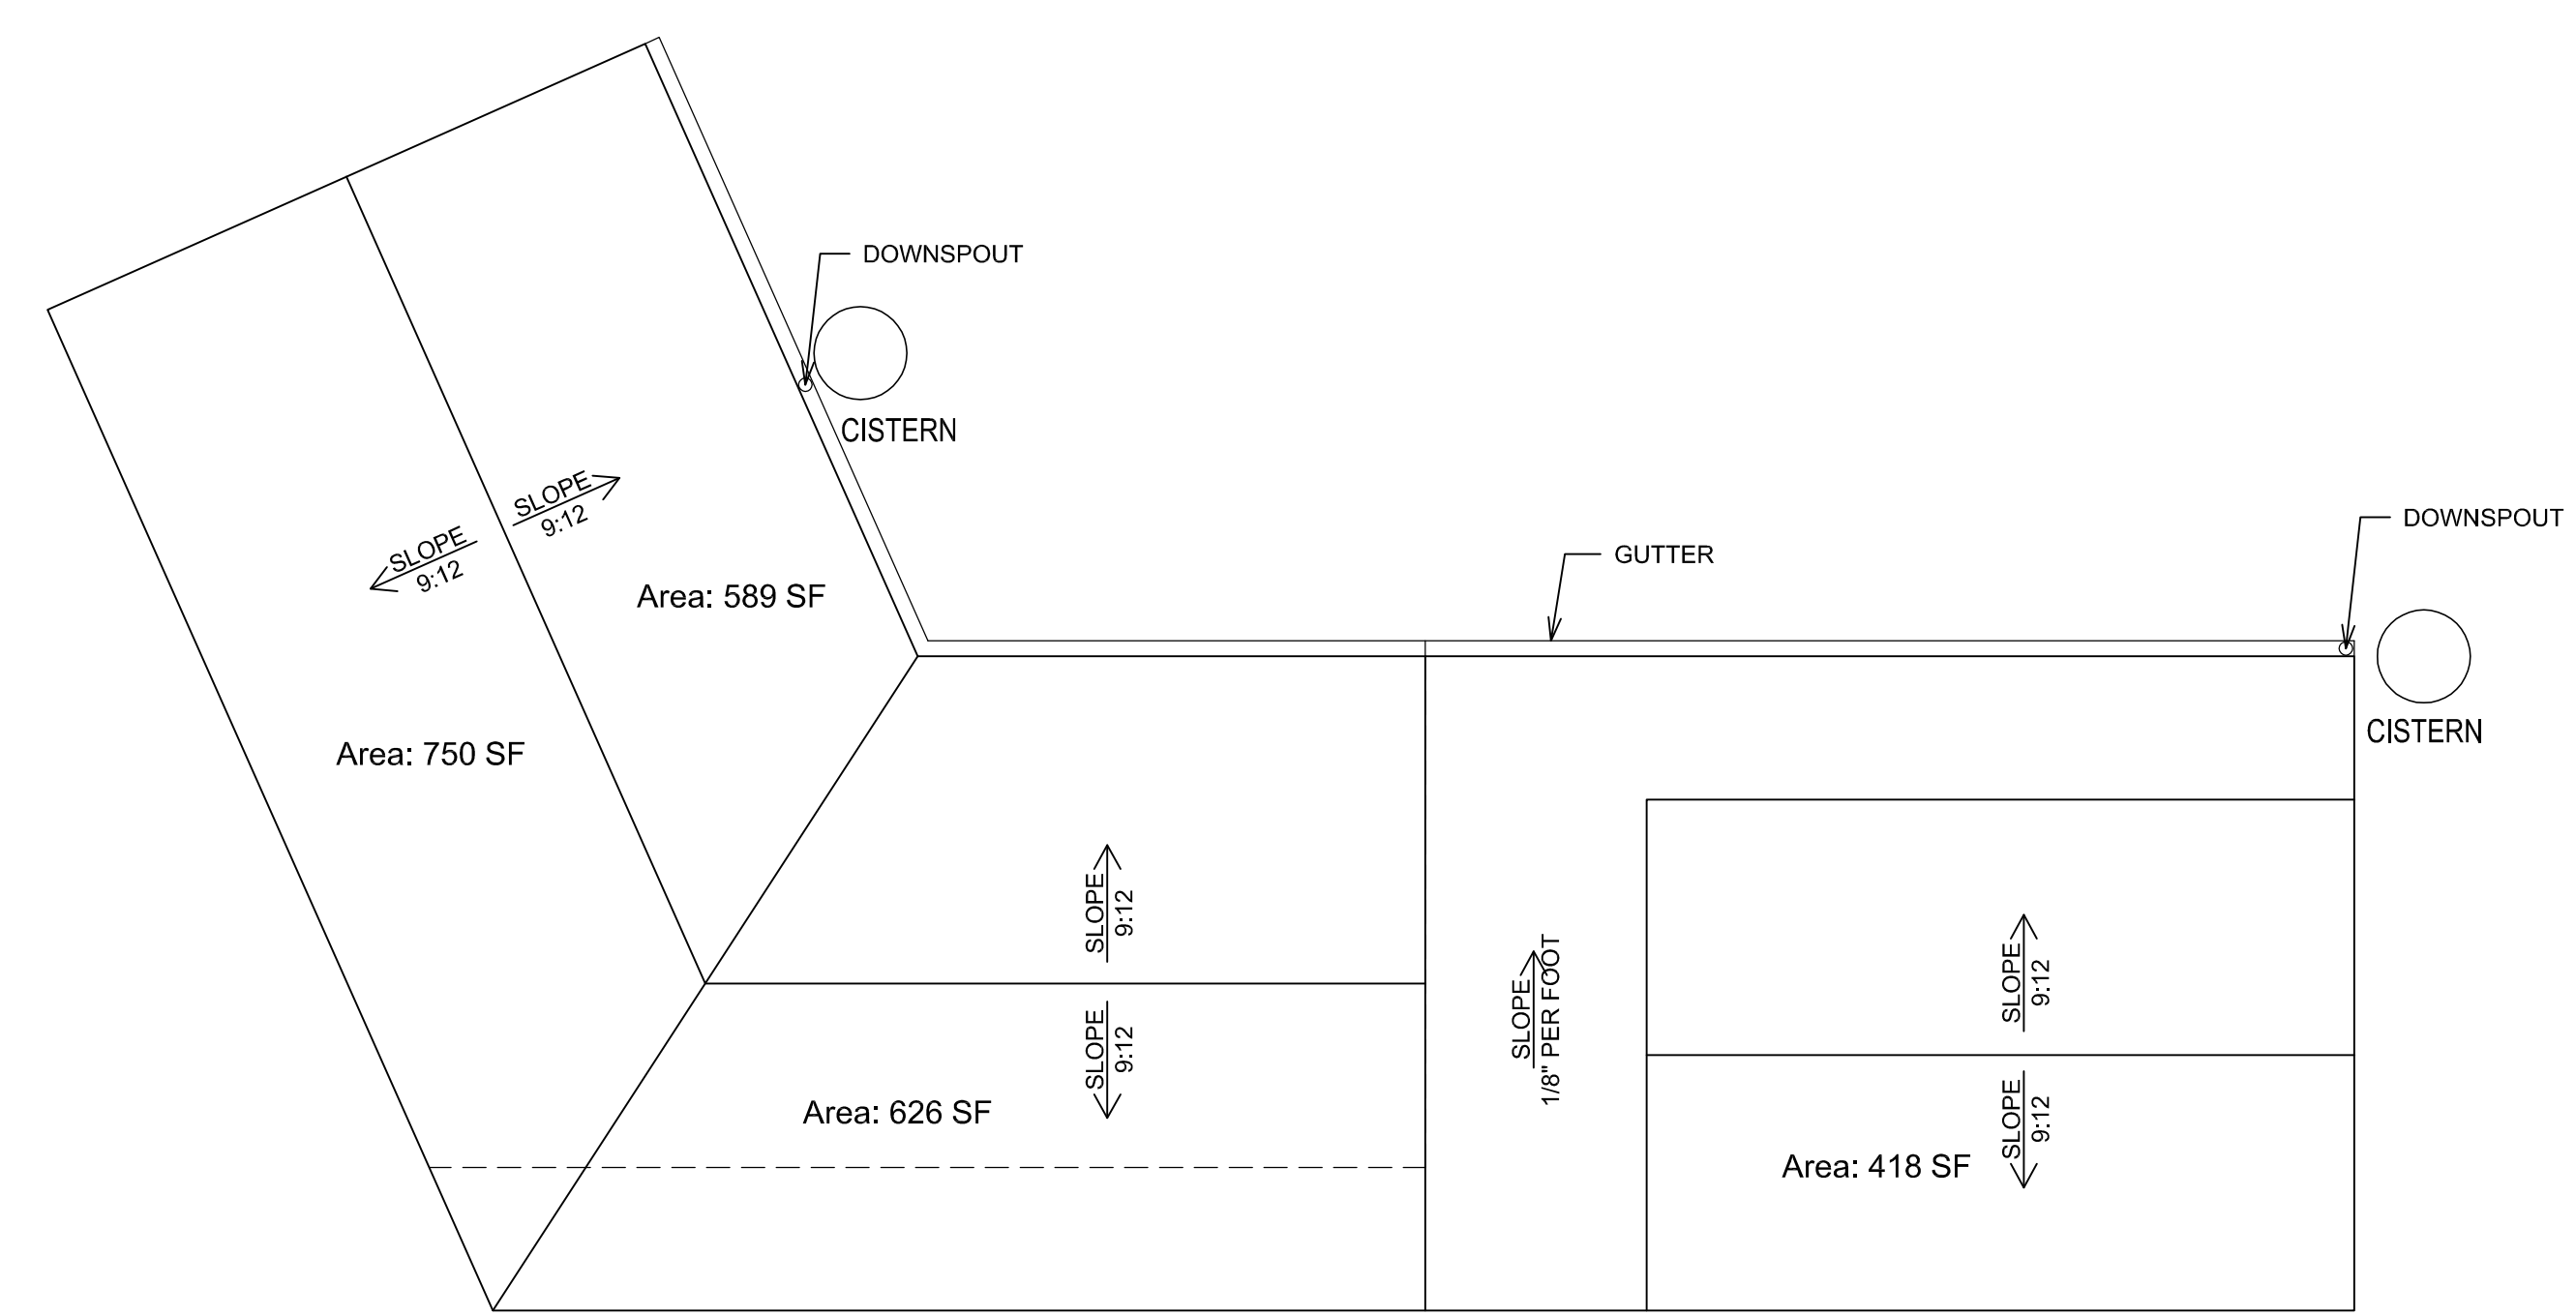 DOWNSPOUT
CISTERN
SLOPE
9:12
SLOPE
9:12
DOWNSPOUT
GUTTER
Area: 589 SF
CISTERN
Area: 750 SF
SLOPE
9:12
SLOPE
1/8" PER FOOT
SLOPE
9:12
SLOPE
9:12
Area: 626 SF
SLOPE
9:12
Area: 418 SF